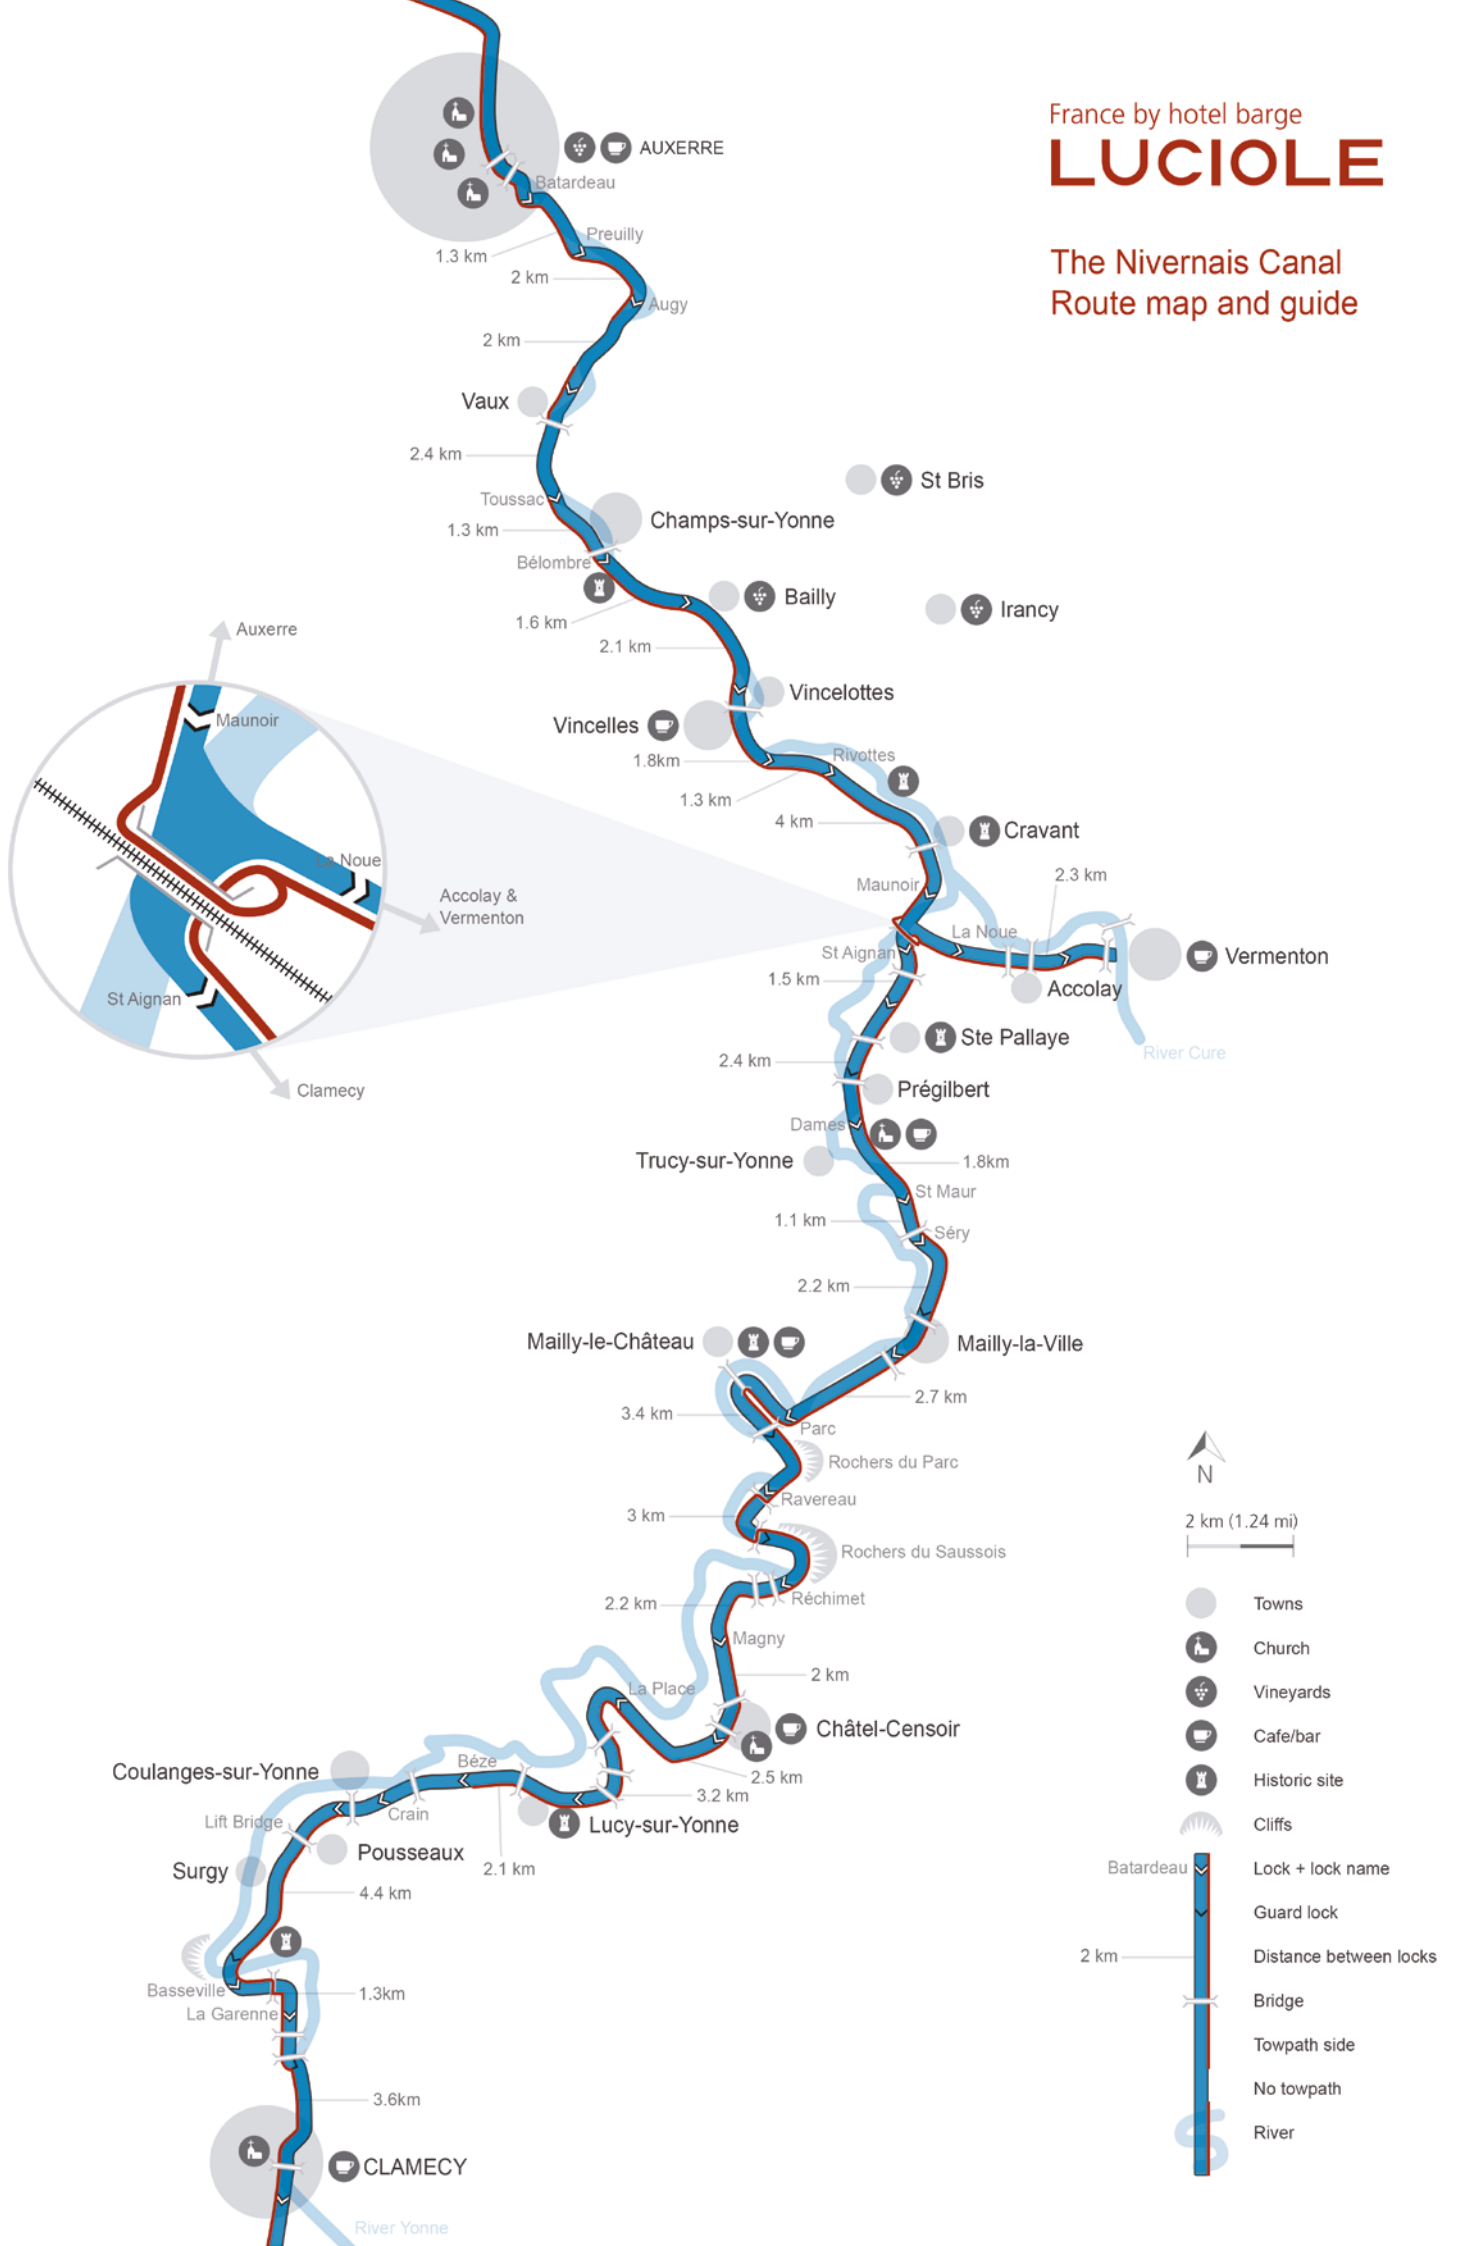 France by hotel barge
LUCIOLE
The Nivernais Canal
Route map and guide
AUXERRE
Batardeau
Preuilly
1.3 km
2 km
Augy
2 km
Vaux
2.4 km
St Bris
Toussac
Champs-sur-Yonne
1.3 km
Bélombre
Bailly
Irancy
1.6 km
2.1 km
Vincelottes
Vincelles
Rivottes
1.8km
1.3 km
4 km
Cravant
2.3 km
Maunoir
La Noue
St Aignan
Vermenton
1.5 km
Accolay
Ste Pallaye
River Cure
2.4 km
Prégilbert
Dames
Trucy-sur-Yonne
1.8km
St Maur
1.1 km
Séry
2.2 km
Mailly-le-Château
Mailly-la-Ville
2.7 km
3.4 km
Parc
Rochers du Parc
Ravereau
3 km
Rochers du Saussois
Réchimet
2.2 km
Magny
2 km
La Place
Châtel-Censoir
Béze
Coulanges-sur-Yonne
2.5 km
3.2 km
Crain
Lift Bridge
Lucy-sur-Yonne
Pousseaux
2.1 km
Surgy
4.4 km
Basseville
1.3km
La Garenne
3.6km
CLAMECY
River Yonne
Auxerre
Maunoir
La Noue
Accolay &
Vermenton
St Aignan
Clamecy
N
2 km (1.24 mi)
Towns
Church
Vineyards
Cafe/bar
Historic site
Cliffs
Batardeau
Lock + lock name
Guard lock
2 km
Distance between locks
Bridge
Towpath side
No towpath
River